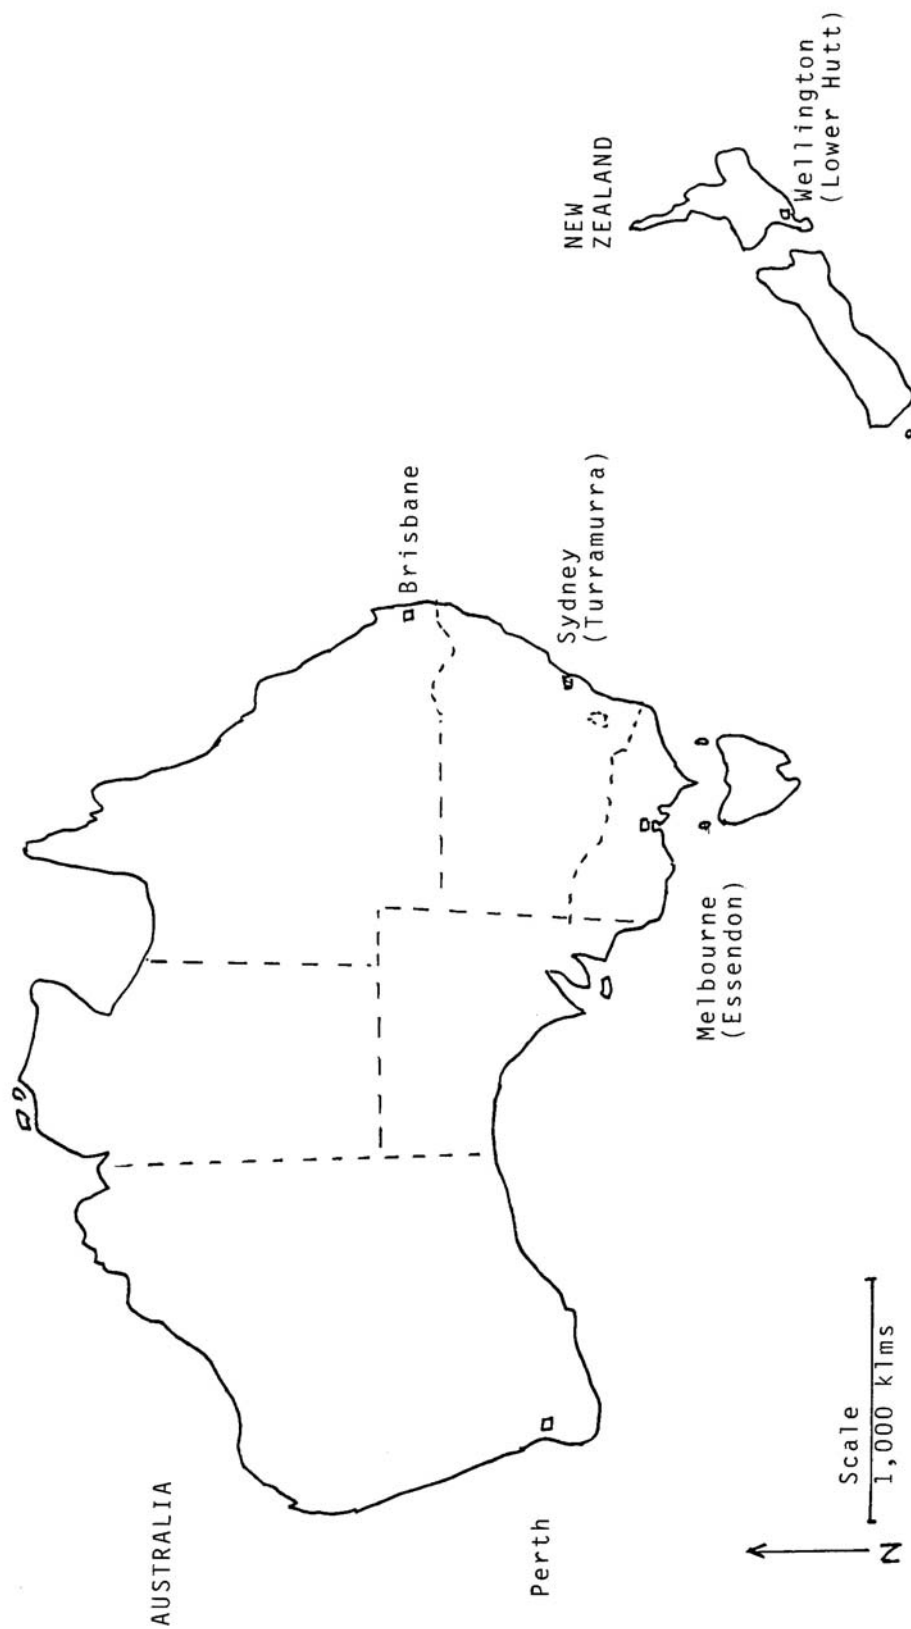 AUSTRALIA
NEW
ZEALAND
Brisbane
Sydney
(Turramurra)
Perth
Melbourne
(Essendon)
Wellington
(Lower Hutt)
Scale
1,000 klms
N